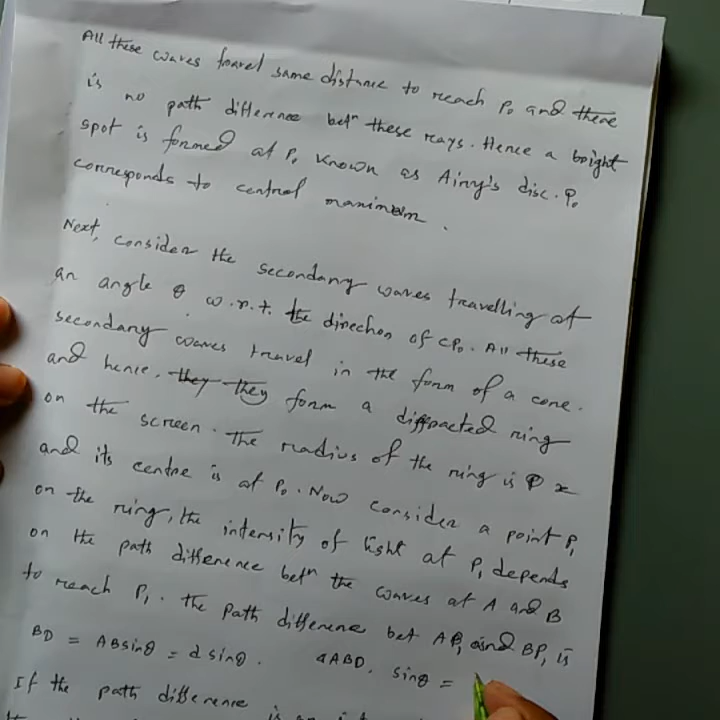 All these waves travel same distance to reach P₀ and there
is no path difference betⁿ these rays. Hence a bright
spot is formed at P₀ known as Airy's disc. P₀
corresponds to central maximum.
Next, consider the secondary waves travelling at
an angle θ w.r.t. the direction of CP₀. All these
secondary waves travel in the form of a cone.
and hence, they they form a diffracted ring
on the screen. The radius of the ring is x
and its centre is at P₀. Now consider a point P₁
on the ring, the intensity of light at P₁ depends
on the path difference betⁿ the waves at A and B
to reach P₁. The path difference bet AP₁ and BP₁ is
BD = ABsinθ = d sinθ. ΔABD, sinθ =
If the path difference is an